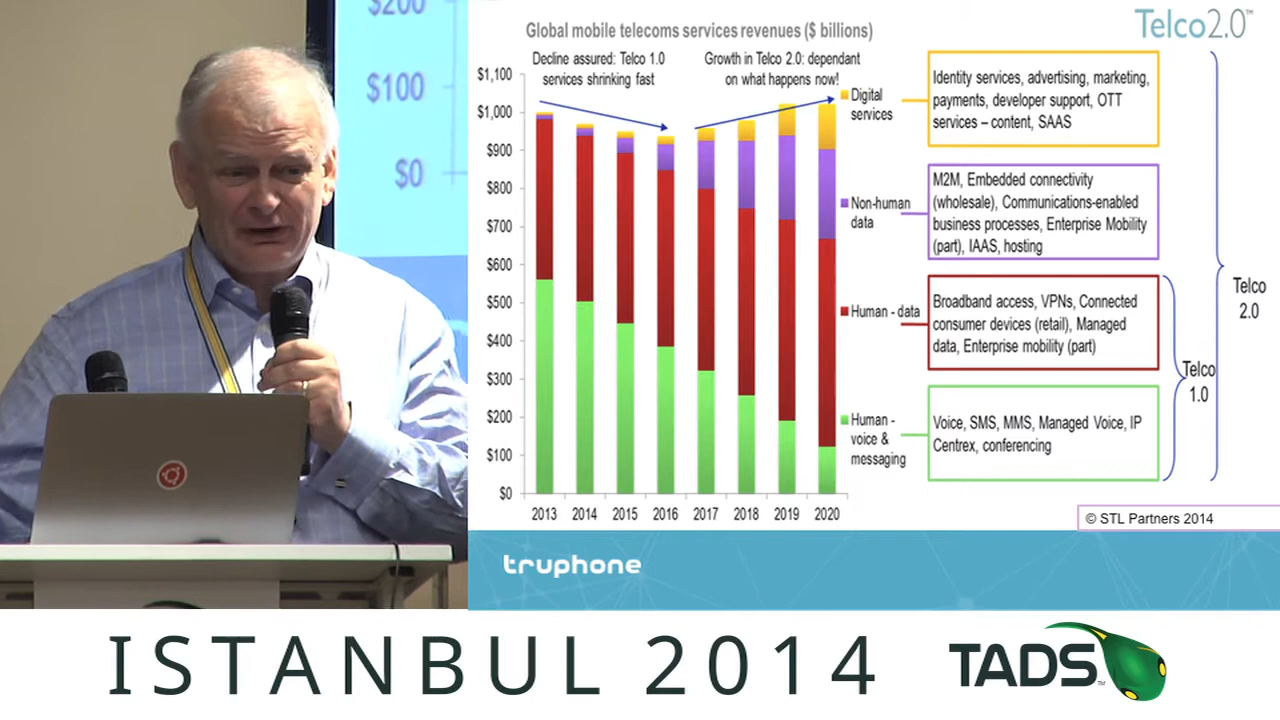 $200
$100
$0
Telco2.0™
Global mobile telecoms services revenues ($ billions)
Decline assured: Telco 1.0
services shrinking fast
Growth in Telco 2.0: dependant
on what happens now!
$1,100
$1,000
$900
$800
$700
$600
$500
$400
$300
$200
$100
$0
2013 2014 2015 2016 2017 2018 2019 2020
Digital
services
Non-human
data
Human - data
Human -
voice &
messaging
Identity services, advertising, marketing,
payments, developer support, OTT
services – content, SAAS
M2M, Embedded connectivity
(wholesale), Communications-enabled
business processes, Enterprise Mobility
(part), IAAS, hosting
Broadband access, VPNs, Connected
consumer devices (retail), Managed
data, Enterprise mobility (part)
Voice, SMS, MMS, Managed Voice, IP
Centrex, conferencing
Telco
1.0
Telco
2.0
© STL Partners 2014
truphone
ISTANBUL 2014
TADS™